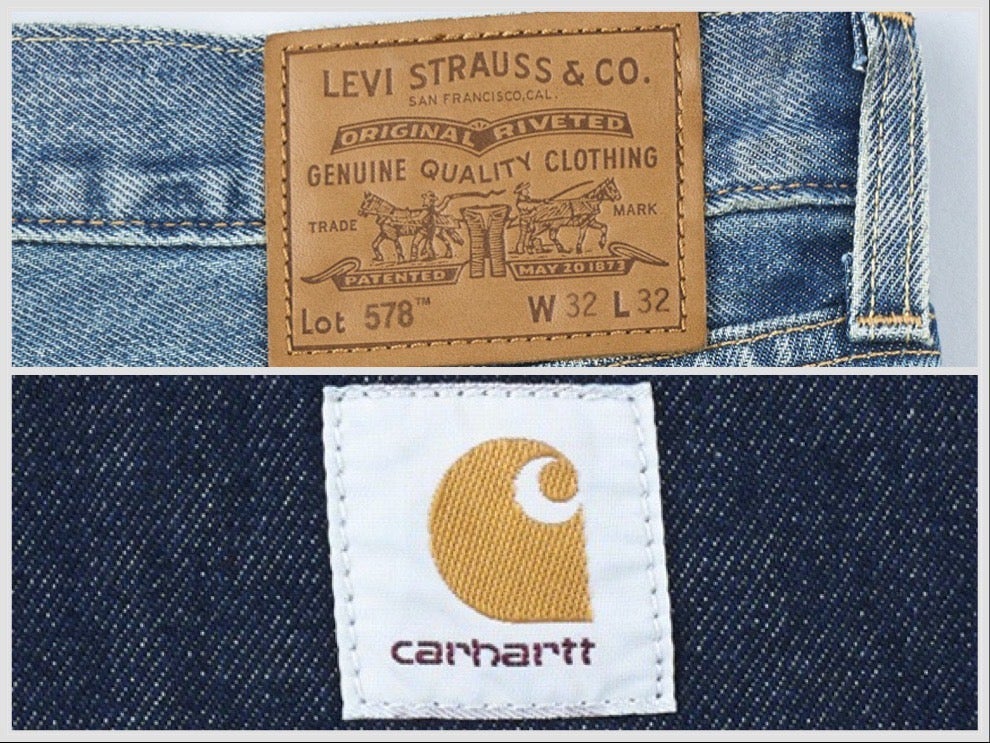 LEVI STRAUSS & CO.
SAN FRANCISCO, CAL.
ORIGINAL RIVETED
GENUINE QUALITY CLOTHING
TRADE MARK
PATENTED MAY 20 1873
Lot 578™ W 32 L 32
carhartt